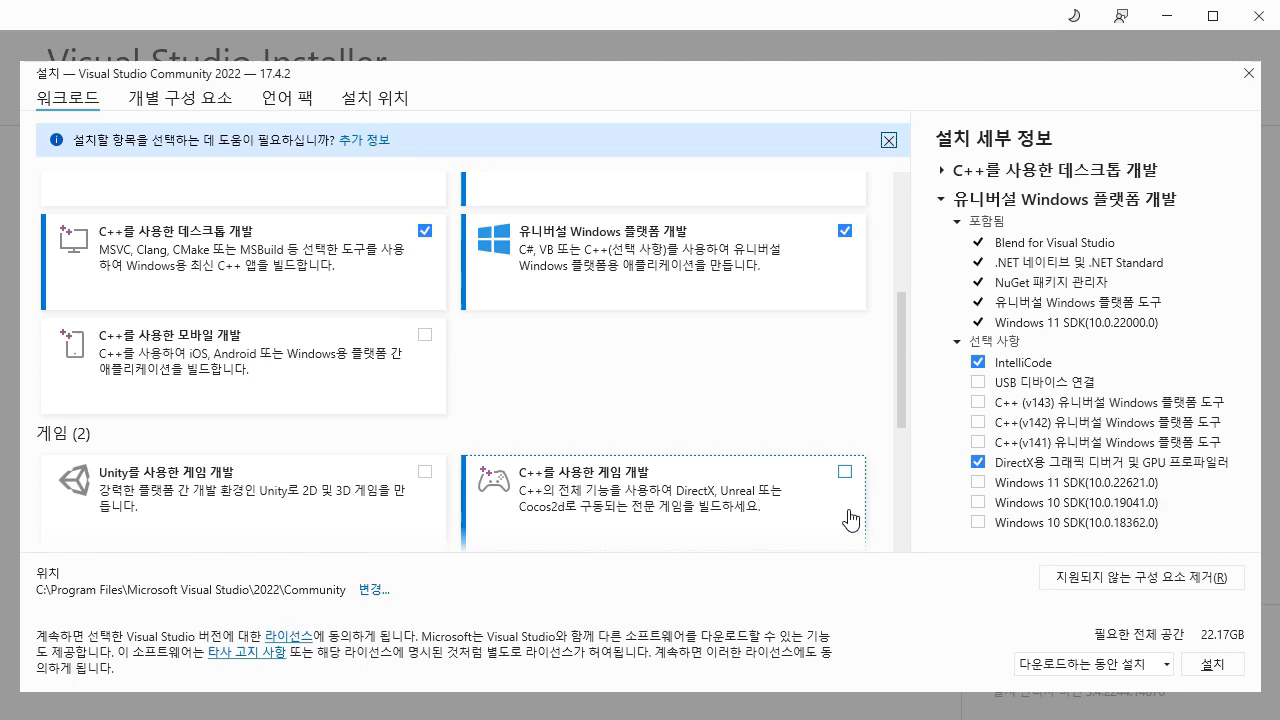 Visual Studio Installer
설치 — Visual Studio Community 2022 — 17.4.2
워크로드 개별 구성 요소 언어 팩 설치 위치
설치할 항목을 선택하는 데 도움이 필요하십니까? 추가 정보
C++를 사용한 데스크톱 개발
MSVC, Clang, CMake 또는 MSBuild 등 선택한 도구를 사용
하여 Windows용 최신 C++ 앱을 빌드합니다.
유니버설 Windows 플랫폼 개발
C#, VB 또는 C++(선택 사항)를 사용하여 유니버설
Windows 플랫폼용 애플리케이션을 만듭니다.
C++를 사용한 모바일 개발
C++를 사용하여 iOS, Android 또는 Windows용 플랫폼 간
애플리케이션을 빌드합니다.
게임 (2)
Unity를 사용한 게임 개발
강력한 플랫폼 간 개발 환경인 Unity로 2D 및 3D 게임을 만
듭니다.
C++를 사용한 게임 개발
C++의 전체 기능을 사용하여 DirectX, Unreal 또는
Cocos2d로 구동되는 전문 게임을 빌드하세요.
설치 세부 정보
C++를 사용한 데스크톱 개발
유니버설 Windows 플랫폼 개발
포함됨
Blend for Visual Studio
.NET 네이티브 및 .NET Standard
NuGet 패키지 관리자
유니버설 Windows 플랫폼 도구
Windows 11 SDK(10.0.22000.0)
선택 사항
IntelliCode
USB 디바이스 연결
C++ (v143) 유니버설 Windows 플랫폼 도구
C++(v142) 유니버설 Windows 플랫폼 도구
C++(v141) 유니버설 Windows 플랫폼 도구
DirectX용 그래픽 디버거 및 GPU 프로파일러
Windows 11 SDK(10.0.22621.0)
Windows 10 SDK(10.0.19041.0)
Windows 10 SDK(10.0.18362.0)
위치
C:\Program Files\Microsoft Visual Studio\2022\Community 변경...
지원되지 않는 구성 요소 제거(R)
계속하면 선택한 Visual Studio 버전에 대한 라이선스에 동의하게 됩니다. Microsoft는 Visual Studio와 함께 다른 소프트웨어를 다운로드할 수 있는 기능
도 제공합니다. 이 소프트웨어는 타사 고지 사항 또는 해당 라이선스에 명시된 것처럼 별도로 라이선스가 허여됩니다. 계속하면 이러한 라이선스에도 동
의하게 됩니다.
필요한 전체 공간 22.17GB
다운로드하는 동안 설치 설치